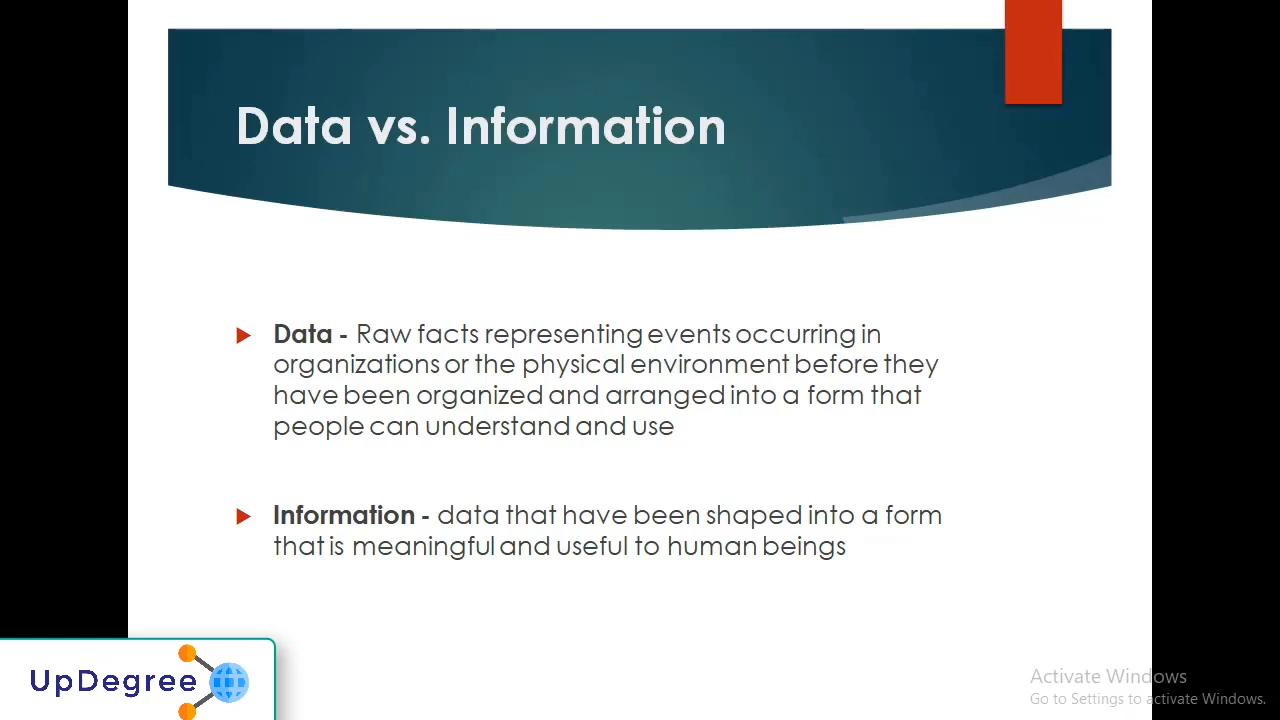 Data vs. Information
Data - Raw facts representing events occurring in
organizations or the physical environment before they
have been organized and arranged into a form that
people can understand and use
Information - data that have been shaped into a form
that is meaningful and useful to human beings
UpDegree
Activate Windows
Go to Settings to activate Windows.